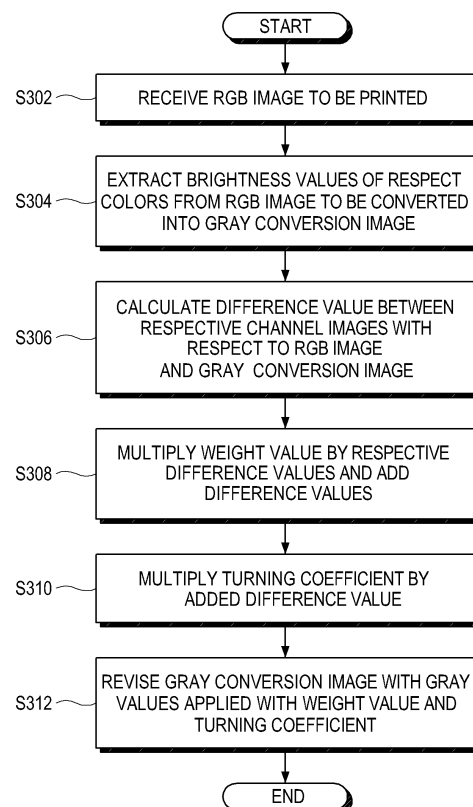 START
S302
RECEIVE RGB IMAGE TO BE PRINTED
S304
EXTRACT BRIGHTNESS VALUES OF RESPECT
COLORS FROM RGB IMAGE TO BE CONVERTED
INTO GRAY CONVERSION IMAGE
S306
CALCULATE DIFFERENCE VALUE BETWEEN
RESPECTIVE CHANNEL IMAGES WITH
RESPECT TO RGB IMAGE
AND GRAY CONVERSION IMAGE
S308
MULTIPLY WEIGHT VALUE BY RESPECTIVE
DIFFERENCE VALUES AND ADD
DIFFERENCE VALUES
S310
MULTIPLY TURNING COEFFICIENT BY
ADDED DIFFERENCE VALUE
S312
REVISE GRAY CONVERSION IMAGE WITH GRAY
VALUES APPLIED WITH WEIGHT VALUE AND
TURNING COEFFICIENT
END